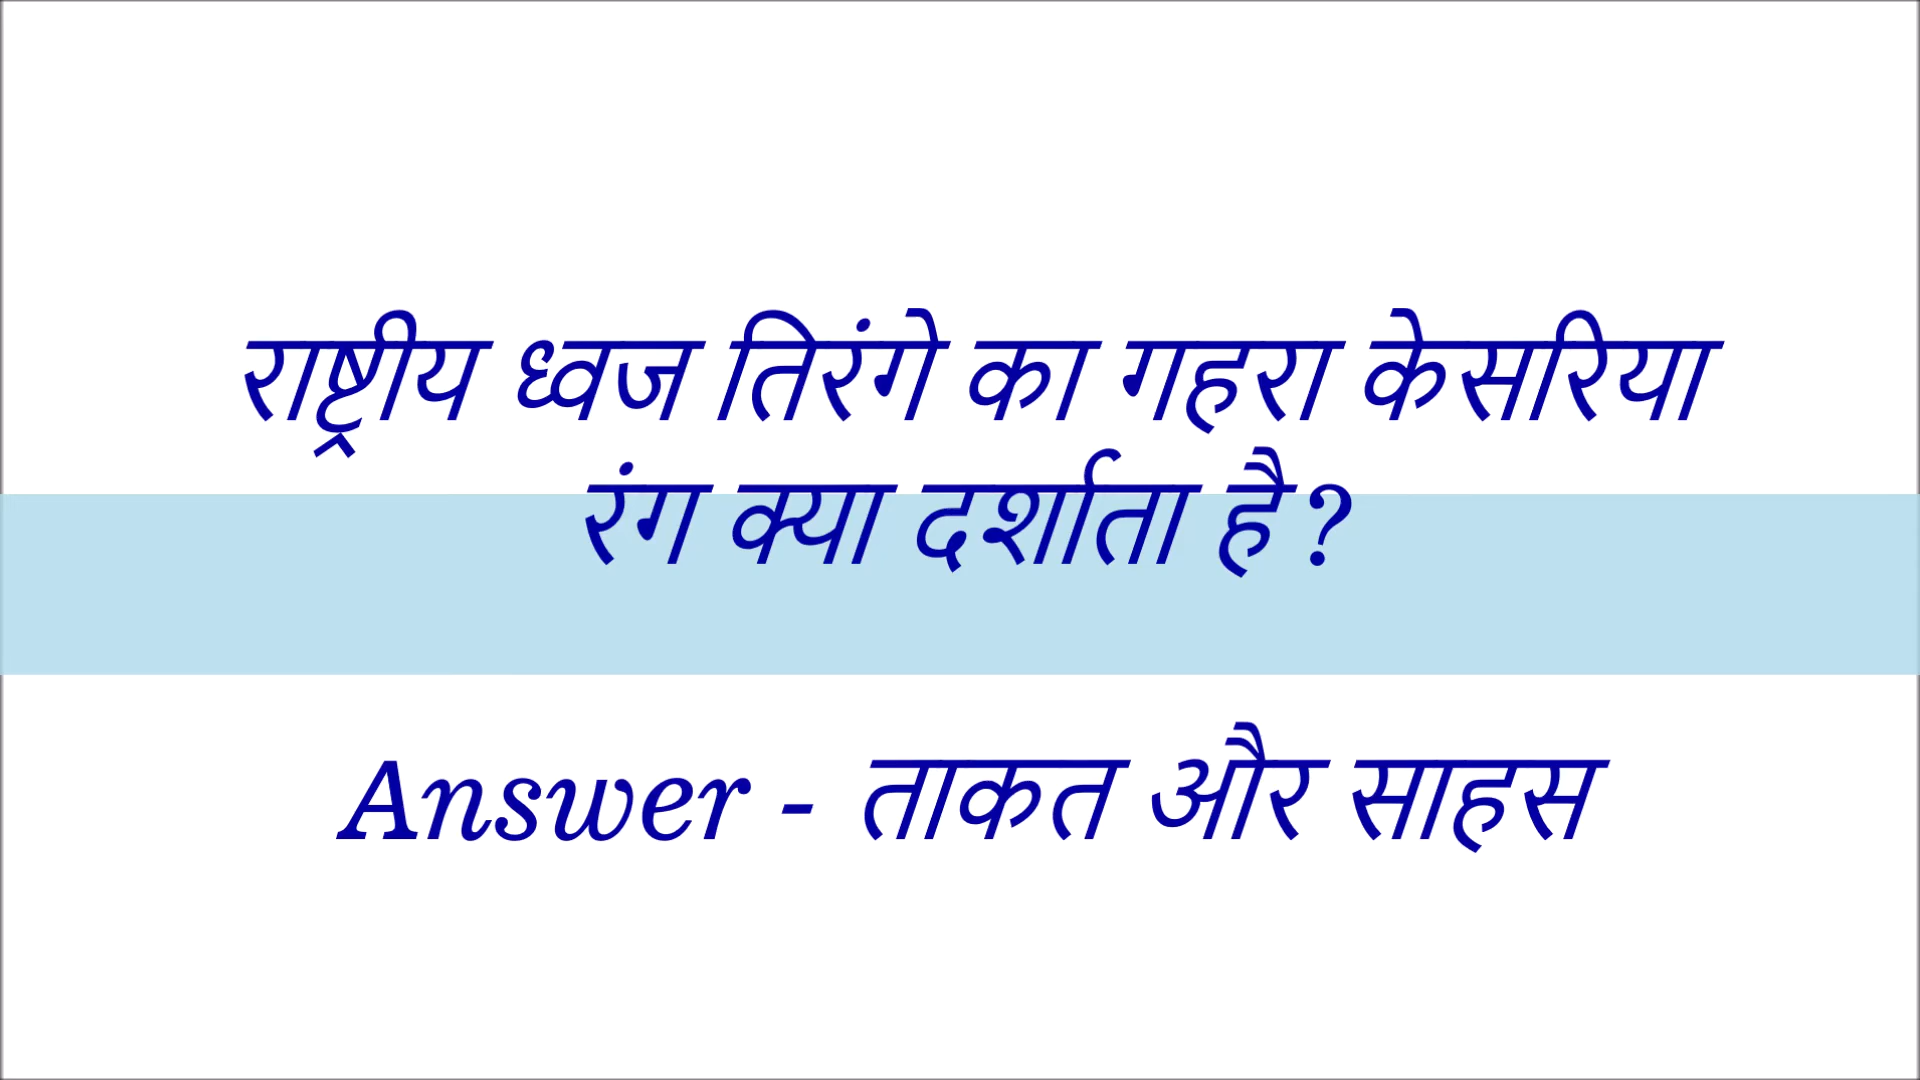 राष्ट्रीय ध्वज तिरंगे का गहरा केसरिया
रंग क्या दर्शाता है?
Answer - ताकत और साहस